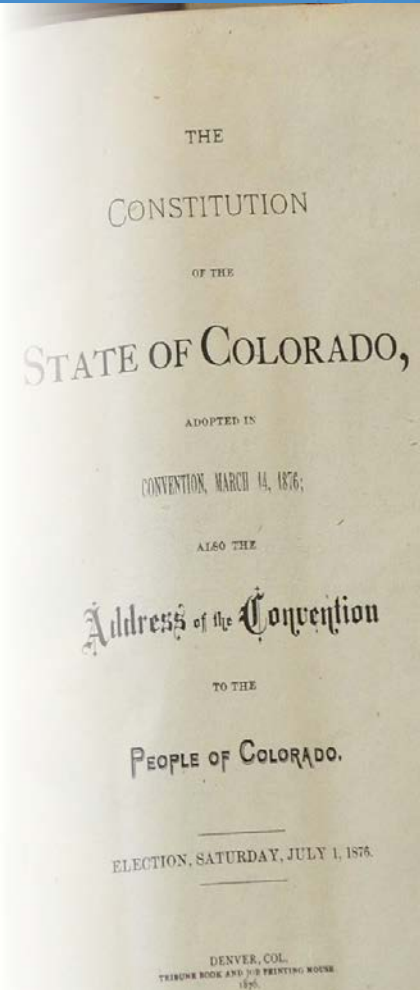 THE
CONSTITUTION
OF THE
STATE OF COLORADO,
ADOPTED IN
CONVENTION, MARCH 14, 1876;
ALSO THE
Address of the Convention
TO THE
PEOPLE OF COLORADO.
ELECTION, SATURDAY, JULY 1, 1876.
DENVER, COL.
TRIBUNE BOOK AND JOB PRINTING HOUSE
1876.